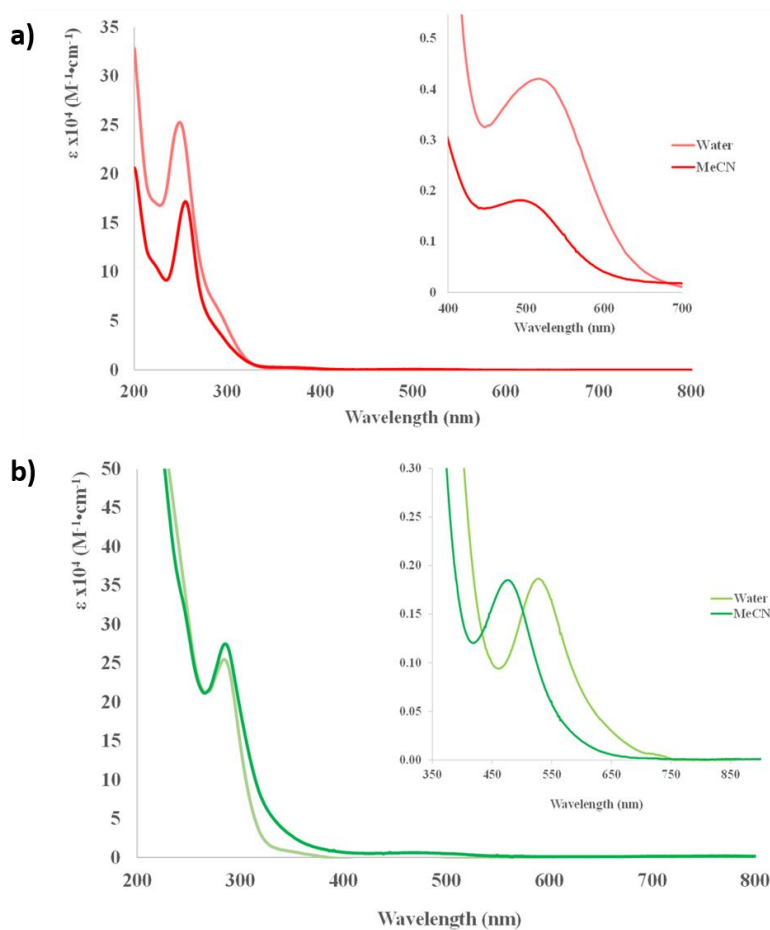 a)
ε x10⁴ (M⁻¹•cm⁻¹)
35
30
25
20
15
10
5
0
200 300 400 500 600 700 800
Wavelength (nm)
0.5
0.4
0.3
0.2
0.1
0
400 500 600 700
Wavelength (nm)
Water
MeCN
b)
ε x10⁴ (M⁻¹•cm⁻¹)
50
45
40
35
30
25
20
15
10
5
0
200 300 400 500 600 700 800
Wavelength (nm)
0.30
0.25
0.20
0.15
0.10
0.05
0.00
350 450 550 650 750 850
Wavelength (nm)
Water
MeCN